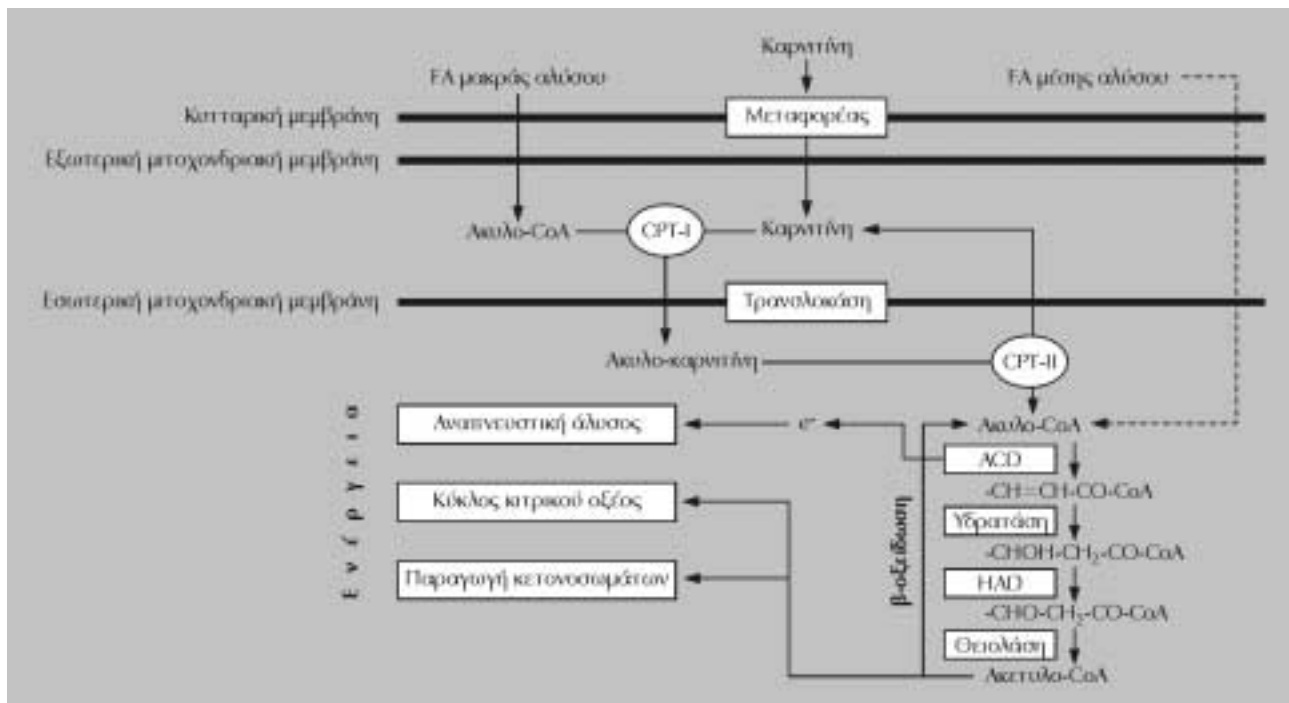 Καρνιτίνη
FA μακράς αλύσου
FA μέσης αλύσου
Κυτταρική μεμβράνη
Μεταφορέας
Εξωτερική μιτοχονδριακή μεμβράνη
Ακυλο-CoA
CPT-I
Καρνιτίνη
Εσωτερική μιτοχονδριακή μεμβράνη
Τρανσλοκάση
Ακυλο-καρνιτίνη
CPT-II
Ενέργεια
Αναπνευστική άλυσος
e-
Ακυλο-CoA
ACD
-CH=CH-CO-CoA
Κύκλος κιτρικού οξέος
β-οξείδωση
Υδρατάση
-CHOH-CH2-CO-CoA
Παραγωγή κετονοσωμάτων
HAD
-CHO-CH2-CO-CoA
Θειολάση
Ακετυλο-CoA